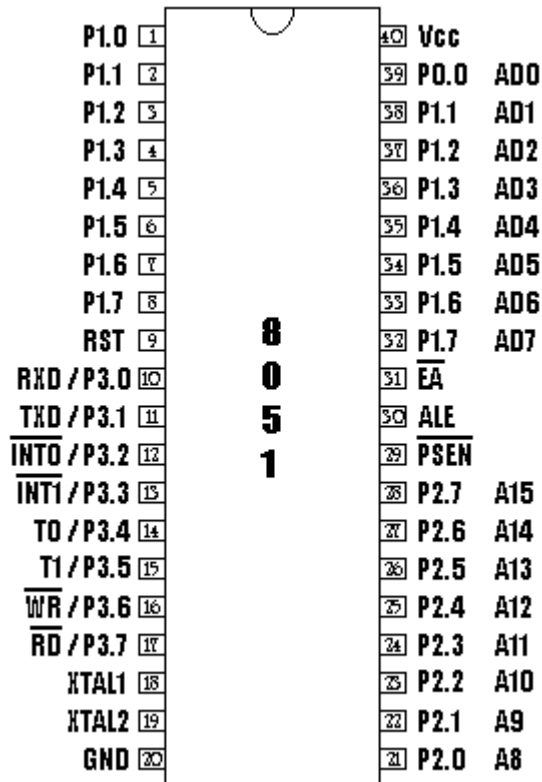 P1.0 1 40 Vcc
P1.1 2 39 P0.0 AD0
P1.2 3 38 P1.1 AD1
P1.3 4 37 P1.2 AD2
P1.4 5 36 P1.3 AD3
P1.5 6 35 P1.4 AD4
P1.6 7 34 P1.5 AD5
P1.7 8 33 P1.6 AD6
RST 9 8 32 P1.7 AD7
RXD / P3.0 10 0 31 E̅A̅
TXD / P3.1 11 5 30 ALE
I̅N̅T̅0̅ / P3.2 12 1 29 P̅S̅E̅N̅
I̅N̅T̅1̅ / P3.3 13 28 P2.7 A15
T0 / P3.4 14 27 P2.6 A14
T1 / P3.5 15 26 P2.5 A13
W̅R̅ / P3.6 16 25 P2.4 A12
R̅D̅ / P3.7 17 24 P2.3 A11
XTAL1 18 23 P2.2 A10
XTAL2 19 22 P2.1 A9
GND 20 21 P2.0 A8